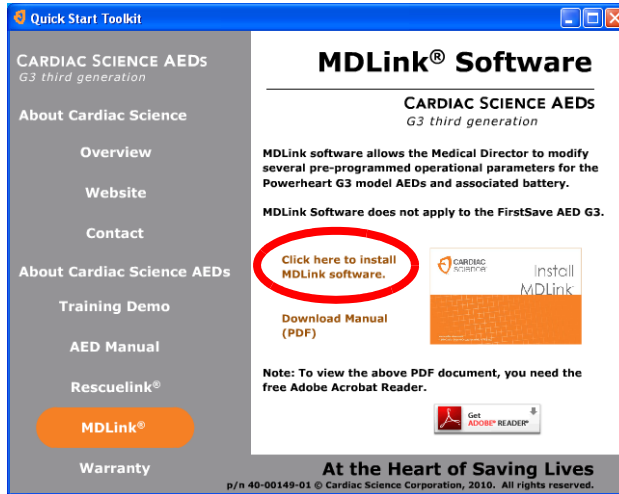 Quick Start Toolkit
CARDIAC SCIENCE AEDS
G3 third generation
About Cardiac Science
Overview
Website
Contact
About Cardiac Science AEDs
Training Demo
AED Manual
Rescuelink®
MDLink®
Warranty
MDLink® Software
CARDIAC SCIENCE AEDS
G3 third generation
MDLink software allows the Medical Director to modify
several pre-programmed operational parameters for the
Powerheart G3 model AEDs and associated battery.
MDLink Software does not apply to the FirstSave AED G3.
Click here to install
MDLink software.
CARDIAC
SCIENCE
Install
MDLink
Download Manual
(PDF)
Note: To view the above PDF document, you need the
free Adobe Acrobat Reader.
Get
ADOBE® READER®
At the Heart of Saving Lives
p/n 40-00149-01 © Cardiac Science Corporation, 2010. All rights reserved.